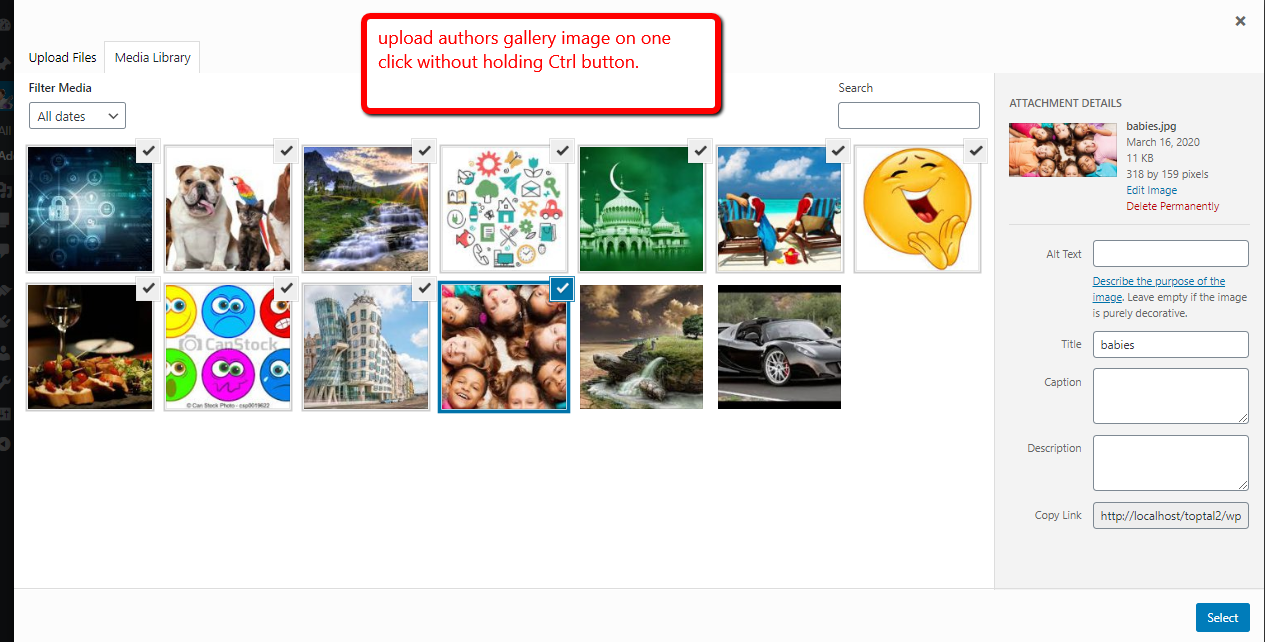 upload authors gallery image on one
click without holding Ctrl button.
Upload Files
Media Library
Filter Media
All dates
Search
CanStock
© Can Stock Photo - csp0019622
ATTACHMENT DETAILS
babies.jpg
March 16, 2020
11 KB
318 by 159 pixels
Edit Image
Delete Permanently
Alt Text
Describe the purpose of the
image. Leave empty if the image
is purely decorative.
Title
babies
Caption
Description
Copy Link
http://localhost/toptal2/wp
Select